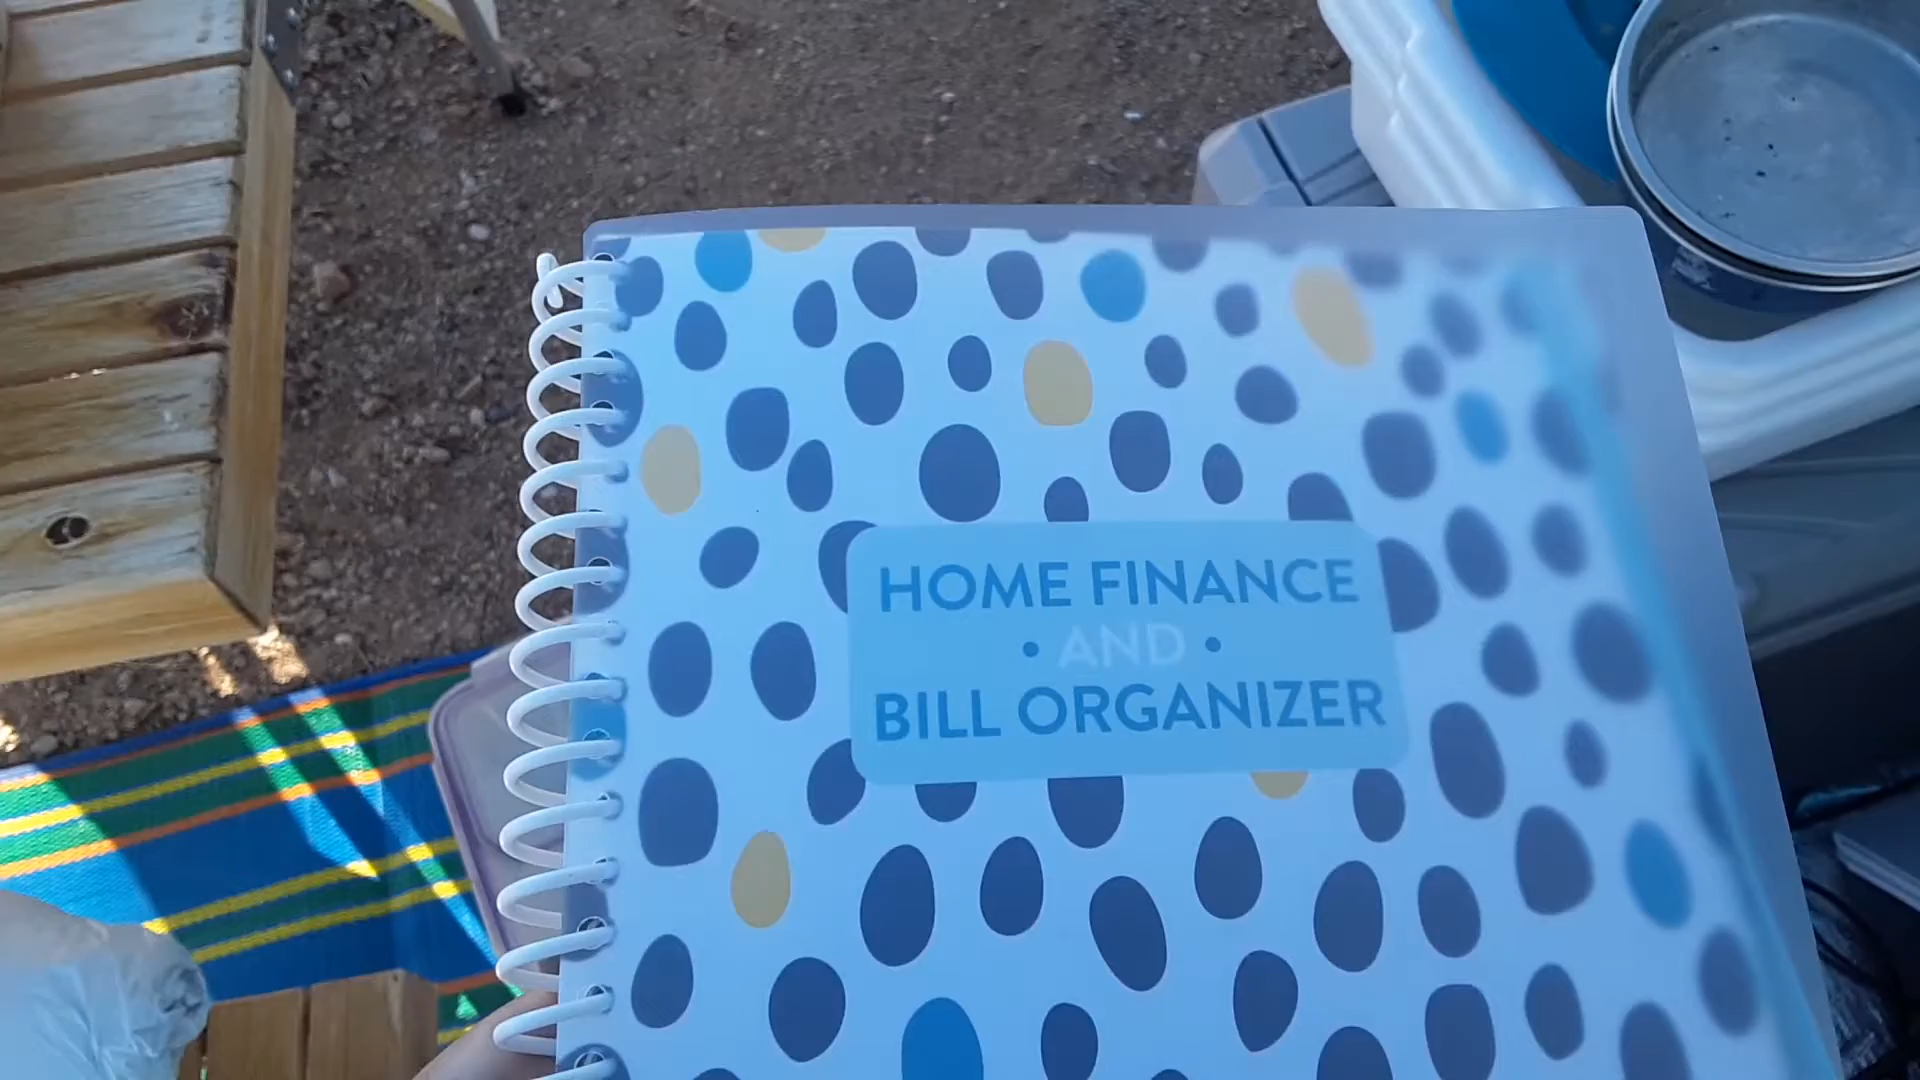 HOME FINANCE
• AND •
BILL ORGANIZER